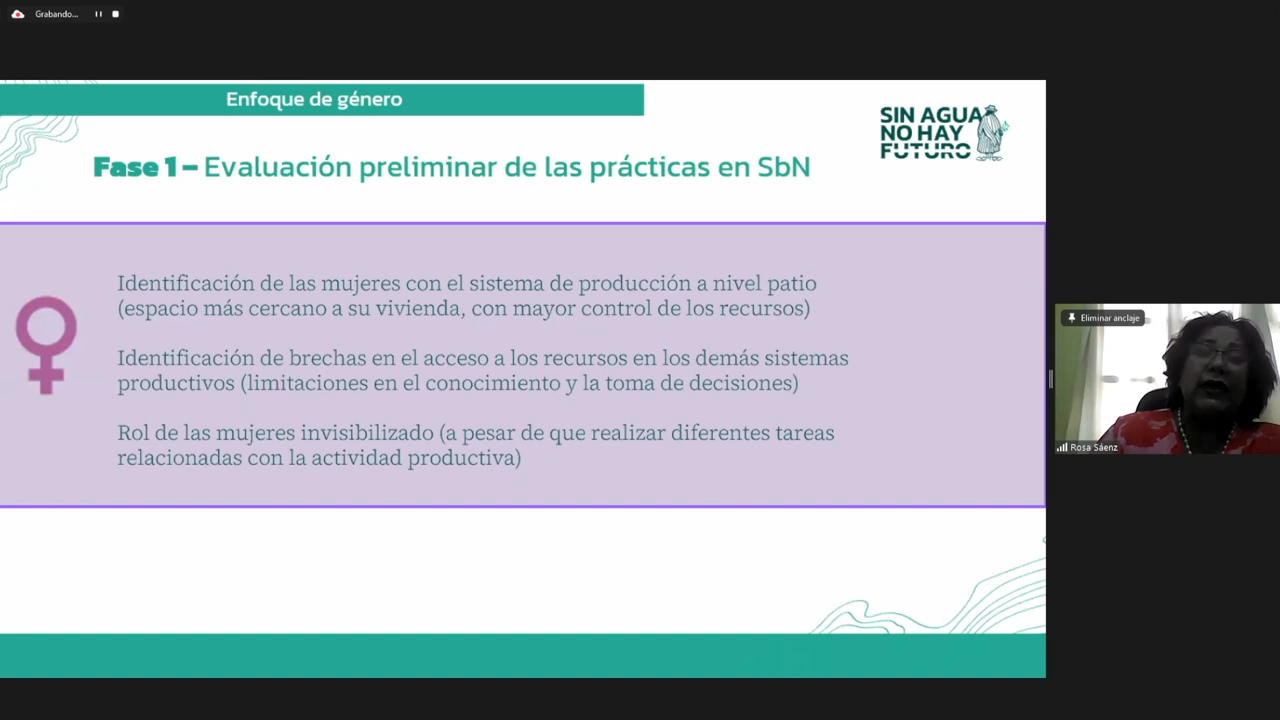 Grabando...
Enfoque de género
SIN AGUA
NO HAY
FUTURO
Fase 1 – Evaluación preliminar de las prácticas en SbN
Identificación de las mujeres con el sistema de producción a nivel patio
(espacio más cercano a su vivienda, con mayor control de los recursos)
Identificación de brechas en el acceso a los recursos en los demás sistemas
productivos (limitaciones en el conocimiento y la toma de decisiones)
Rol de las mujeres invisibilizado (a pesar de que realizar diferentes tareas
relacionadas con la actividad productiva)
Eliminar anclaje
Rosa Sáenz